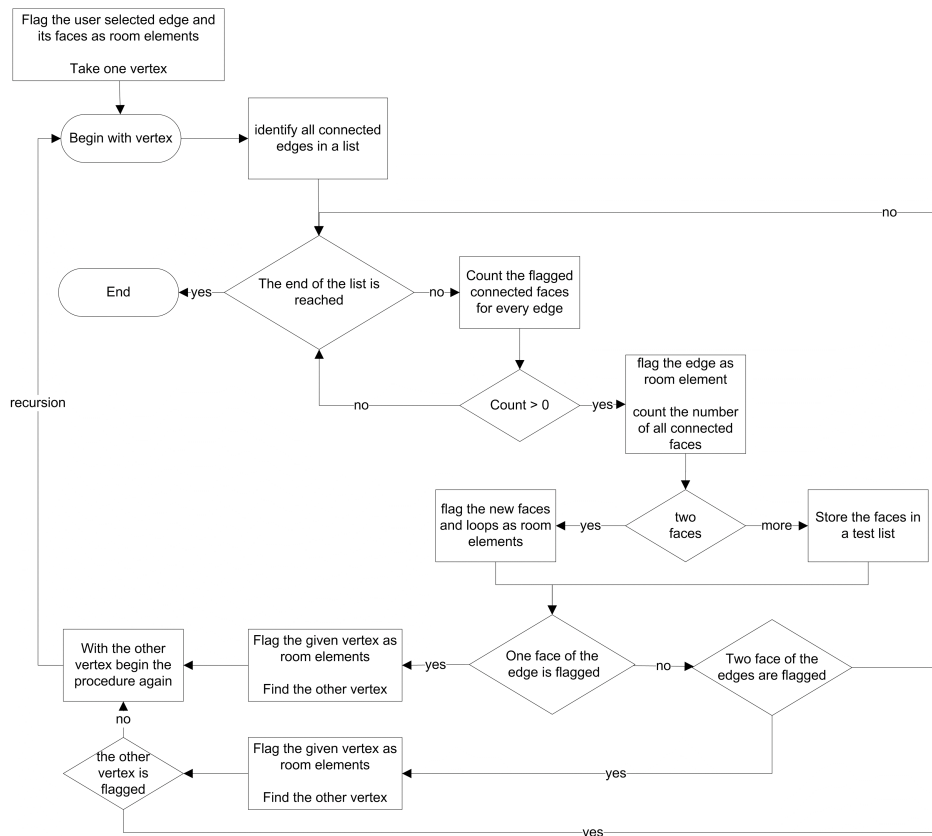 Flag the user selected edge and
its faces as room elements
Take one vertex
Begin with vertex
identify all connected
edges in a list
no
The end of the list is
reached
yes
End
no
Count the flagged
connected faces
for every edge
Count > 0
no
yes
flag the edge as
room element
count the number
of all connected
faces
recursion
two
faces
yes
flag the new faces
and loops as room
elements
more
Store the faces in
a test list
One face of the
edge is flagged
yes
Flag the given vertex as
room elements
Find the other vertex
With the other
vertex begin the
procedure again
no
Two face of the
edges are flagged
yes
Flag the given vertex as
room elements
Find the other vertex
the other
vertex is
flagged
no
yes